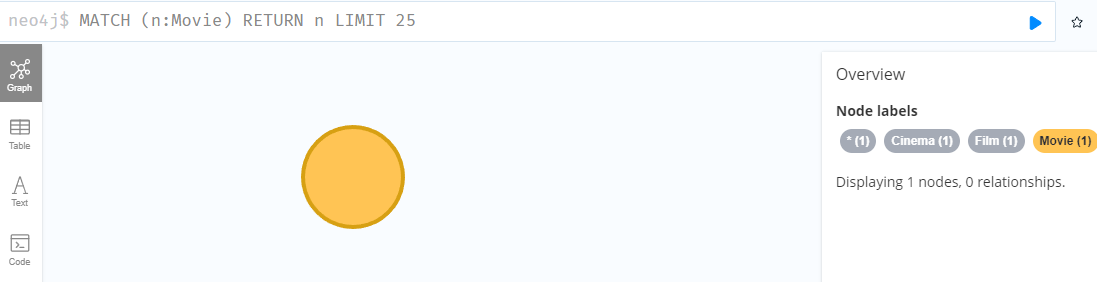 neo4j$ MATCH (n:Movie) RETURN n LIMIT 25
Graph
Table
Text
Code
Overview
Node labels
* (1) Cinema (1) Film (1) Movie (1)
Displaying 1 nodes, 0 relationships.